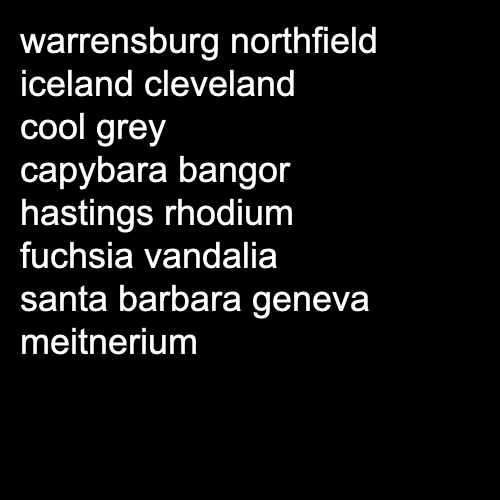 warrensburg northfield
iceland cleveland
cool grey
capybara bangor
hastings rhodium
fuchsia vandalia
santa barbara geneva
meitnerium